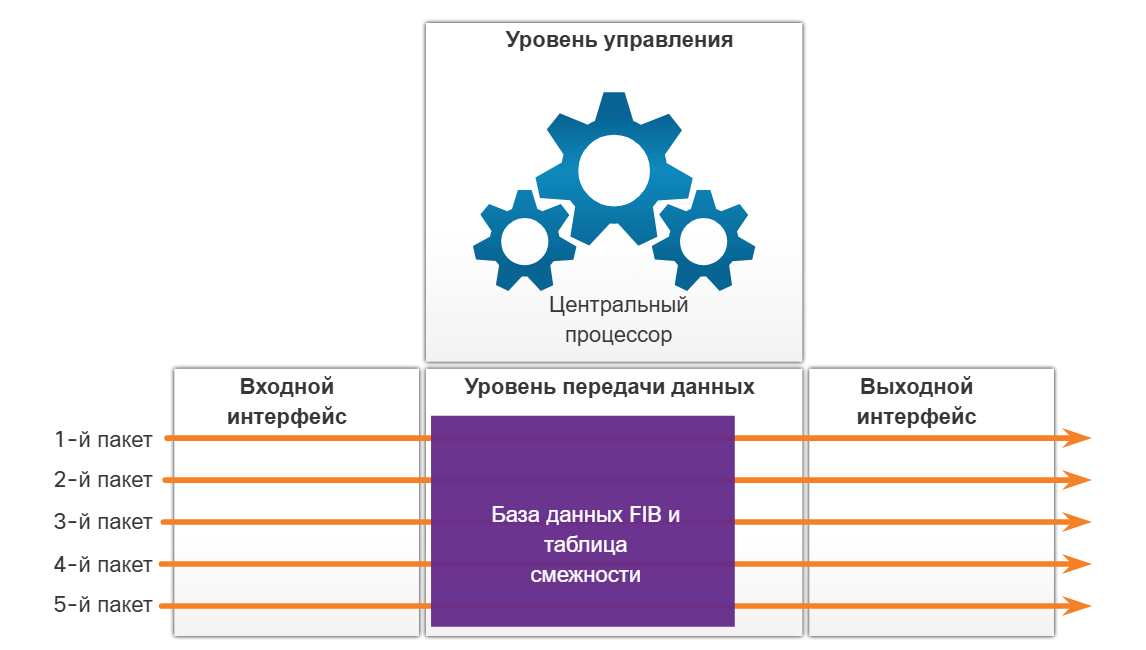 Уровень управления
Центральный
процессор
Входной
интерфейс
Уровень передачи данных
Выходной
интерфейс
1-й пакет
2-й пакет
3-й пакет
4-й пакет
5-й пакет
База данных FIB и
таблица
смежности